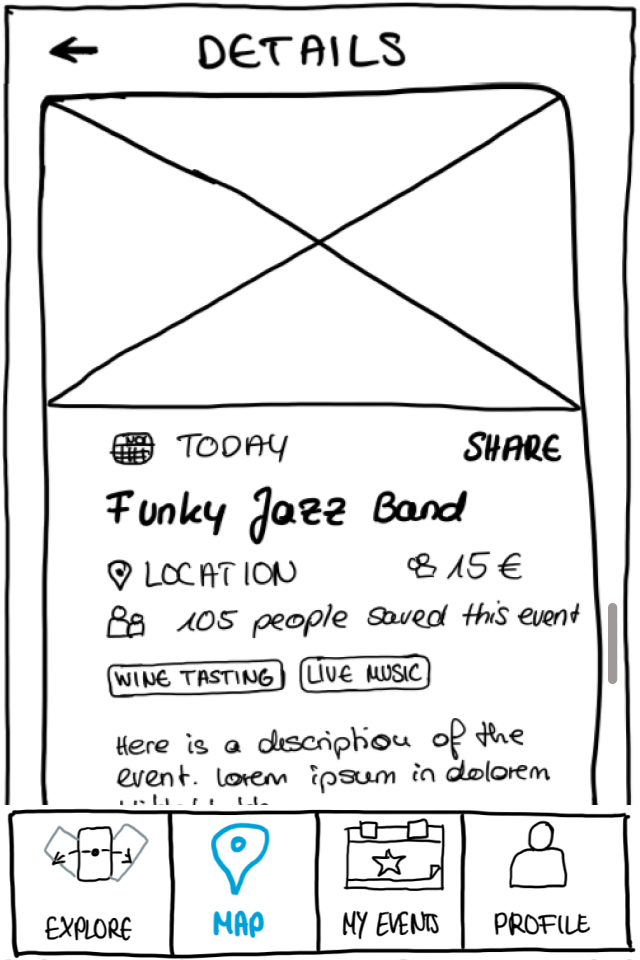 DETAILS
TODAY SHARE
Funky Jazz Band
LOCATION 15 €
105 people saved this event
WINE TASTING LIVE MUSIC
Here is a description of the
event. lorem ipsum in dolorem
EXPLORE MAP MY EVENTS PROFILE